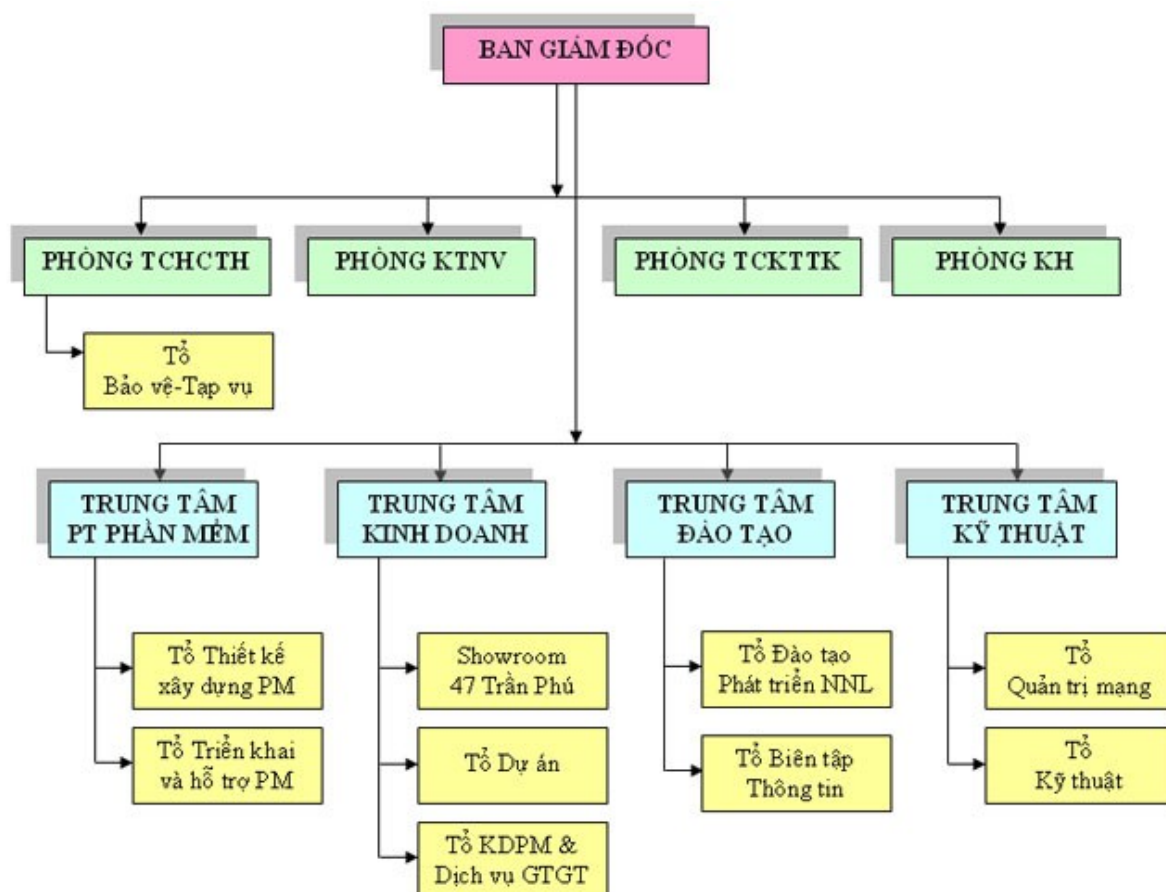 BAN GIÁM ĐỐC
PHÒNG TCHCTH
PHÒNG KTNV
PHÒNG TCKTTK
PHÒNG KH
Tổ
Bảo vệ-Tạp vụ
TRUNG TÂM
PT PHẦN MỀM
TRUNG TÂM
KINH DOANH
TRUNG TÂM
ĐÀO TẠO
TRUNG TÂM
KỸ THUẬT
Tổ Thiết kế
xây dựng PM
Showroom
47 Trần Phú
Tổ Đào tạo
Phát triển NNL
Tổ
Quản trị mạng
Tổ Triển khai
và hỗ trợ PM
Tổ Dự án
Tổ Biên tập
Thông tin
Tổ
Kỹ thuật
Tổ KDPM &
Dịch vụ GTGT